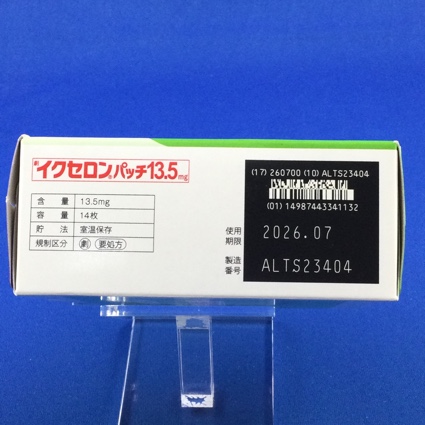 劇 イクセロンパッチ13.5mg
含量 13.5mg
容量 14枚
貯法 室温保存
規制区分 劇 要処方
(17) 260700 (10) ALTS23404
(01) 14987443341132
使用期限 2026.07
製造番号 ALTS23404